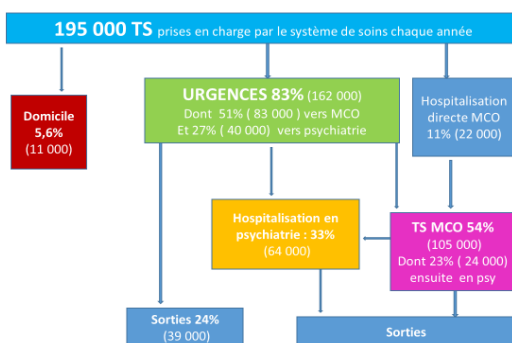 195 000 TS prises en charge par le système de soins chaque année
URGENCES 83% (162 000)
Dont 51% ( 83 000 ) vers MCO
Et 27% ( 40 000) vers psychiatrie
Domicile
5,6%
(11 000)
Hospitalisation
directe MCO
11% (22 000)
Hospitalisation en
psychiatrie : 33%
(64 000)
TS MCO 54%
(105 000)
Dont 23% ( 24 000)
ensuite en psy
Sorties 24%
(39 000)
Sorties